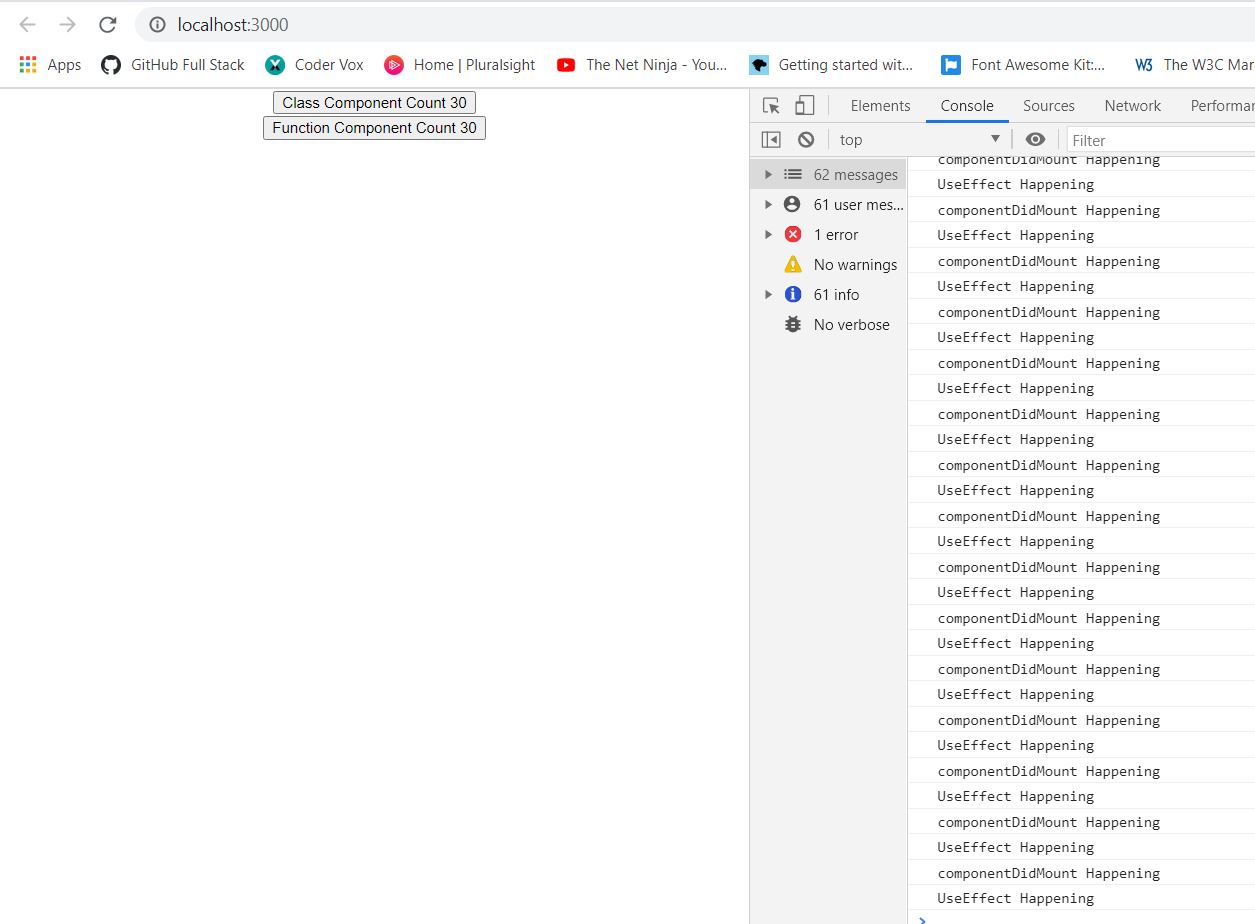 localhost:3000
Apps
GitHub Full Stack
Coder Vox
Home | Pluralsight
The Net Ninja - You...
Getting started wit...
Font Awesome Kit:...
W3 The W3C Mar
Class Component Count 30
Function Component Count 30
Elements
Console
Sources
Network
Performan
top
Filter
62 messages
61 user mes...
1 error
No warnings
61 info
No verbose
componentDidMount Happening
UseEffect Happening
componentDidMount Happening
UseEffect Happening
componentDidMount Happening
UseEffect Happening
componentDidMount Happening
UseEffect Happening
componentDidMount Happening
UseEffect Happening
componentDidMount Happening
UseEffect Happening
componentDidMount Happening
UseEffect Happening
componentDidMount Happening
UseEffect Happening
componentDidMount Happening
UseEffect Happening
componentDidMount Happening
UseEffect Happening
componentDidMount Happening
UseEffect Happening
componentDidMount Happening
UseEffect Happening
componentDidMount Happening
UseEffect Happening
componentDidMount Happening
UseEffect Happening
componentDidMount Happening
UseEffect Happening